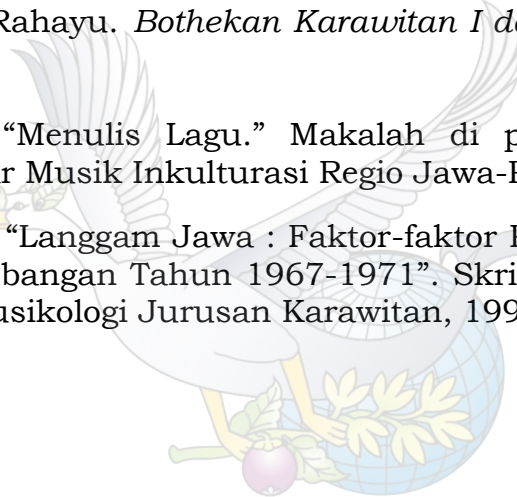 Rahayu. Bothekan Karawitan I d
“Menulis Lagu.” Makalah di p
r Musik Inkulturasi Regio Jawa-
“Langgam Jawa : Faktor-faktor
bangan Tahun 1967-1971”. Skri
usikologi Jurusan Karawitan, 199